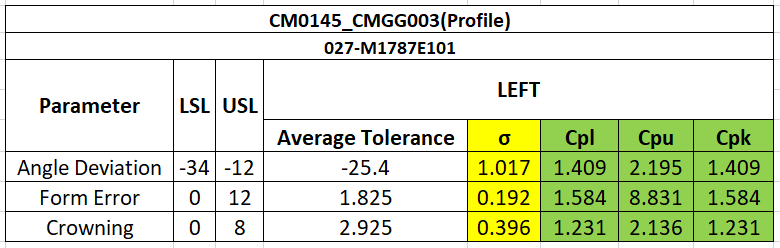 CM0145_CMGG003(Profile)
027-M1787E101
Parameter LSL USL LEFT
Average Tolerance σ Cpl Cpu Cpk
Angle Deviation -34 -12 -25.4 1.017 1.409 2.195 1.409
Form Error 0 12 1.825 0.192 1.584 8.831 1.584
Crowning 0 8 2.925 0.396 1.231 2.136 1.231